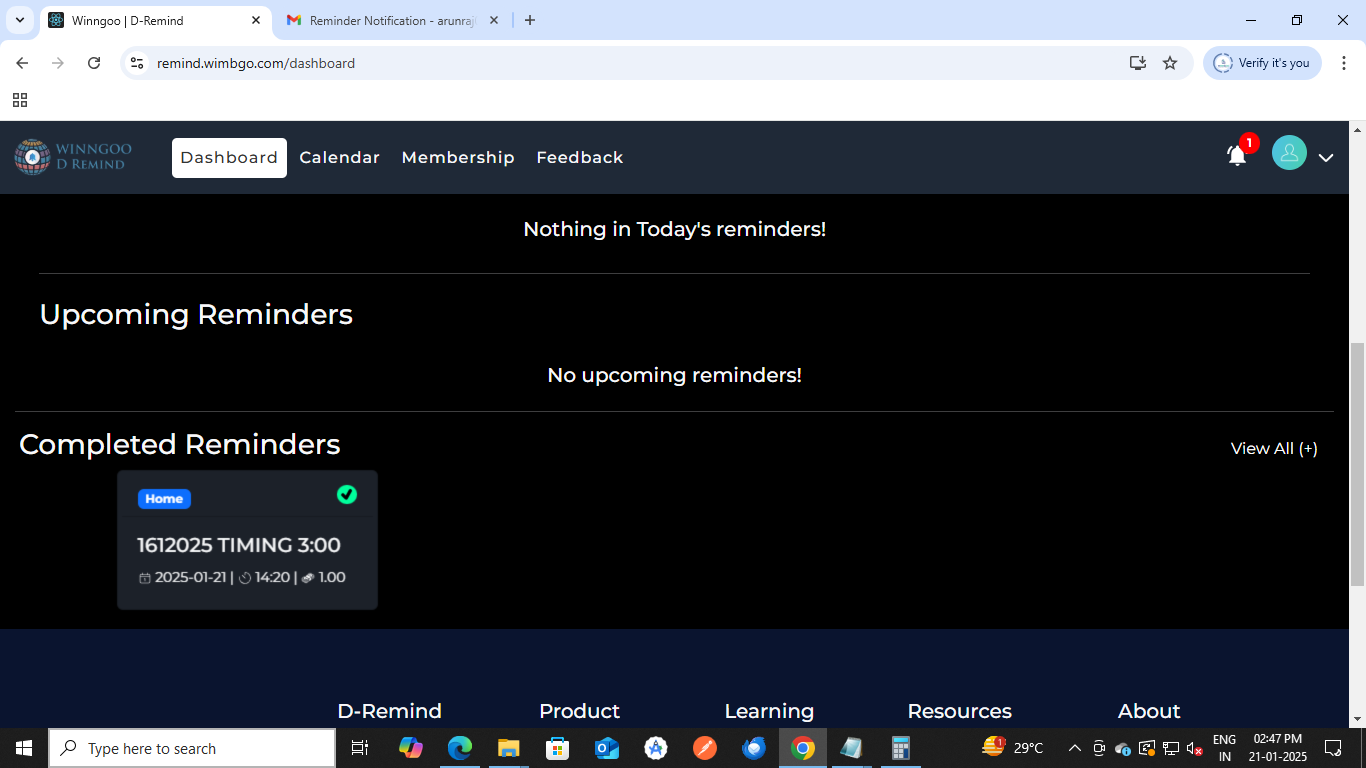 Winngoo | D-Remind
Reminder Notification - arunraj
remind.wimbgo.com/dashboard
Verify it's you
WINNGOO
D REMIND
Dashboard
Calendar
Membership
Feedback
1
Nothing in Today's reminders!
Upcoming Reminders
No upcoming reminders!
Completed Reminders
View All (+)
Home
1612025 TIMING 3:00
2025-01-21 | 14:20 | 1.00
D-Remind
Product
Learning
Resources
About
Type here to search
1
29°C
ENG
IN
02:47 PM
21-01-2025